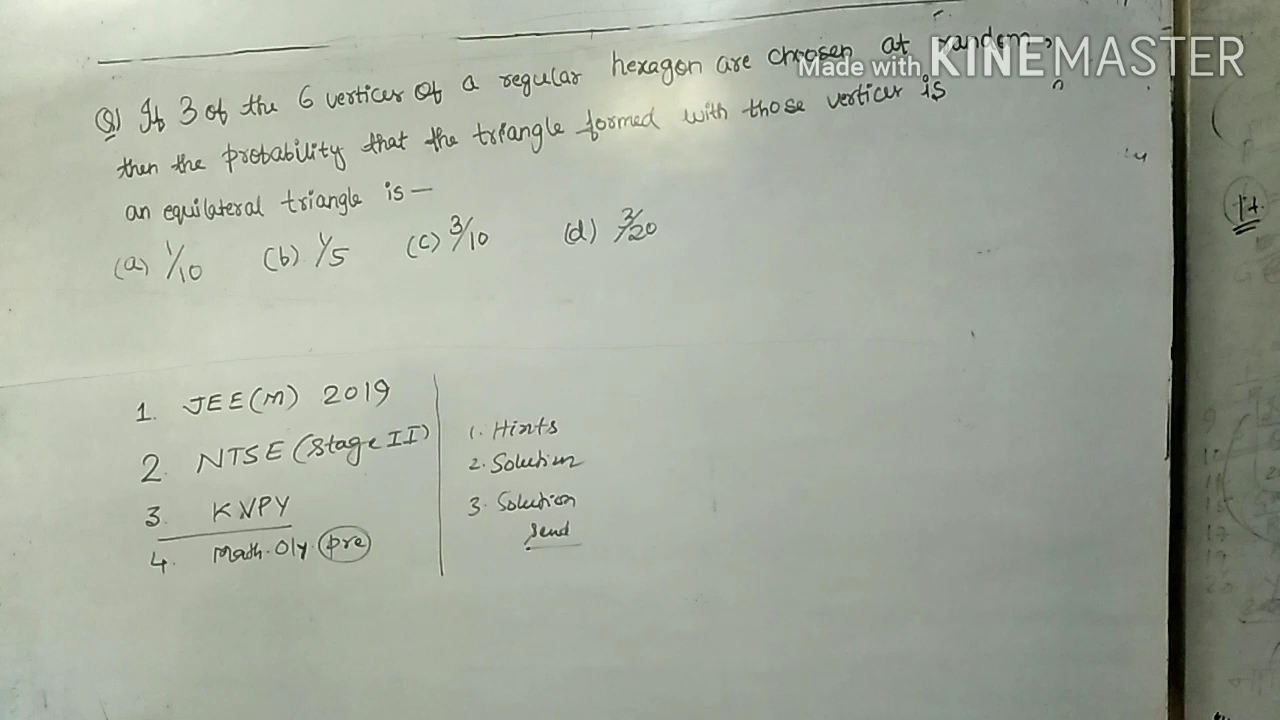 Q) If 3 of the 6 vertices of a regular hexagon are choosen at random,
Made with KINEMASTER
then the probability that the triangle formed with those vertices is
an equilateral triangle is —
(a) 1/10 (b) 1/5 (c) 3/10 (d) 3/20
1. JEE(M) 2019
2. NTSE (Stage II)
3. KVPY
4. Math. Oly. (pre)
1. Hints
2. Solution
3. Solution
send